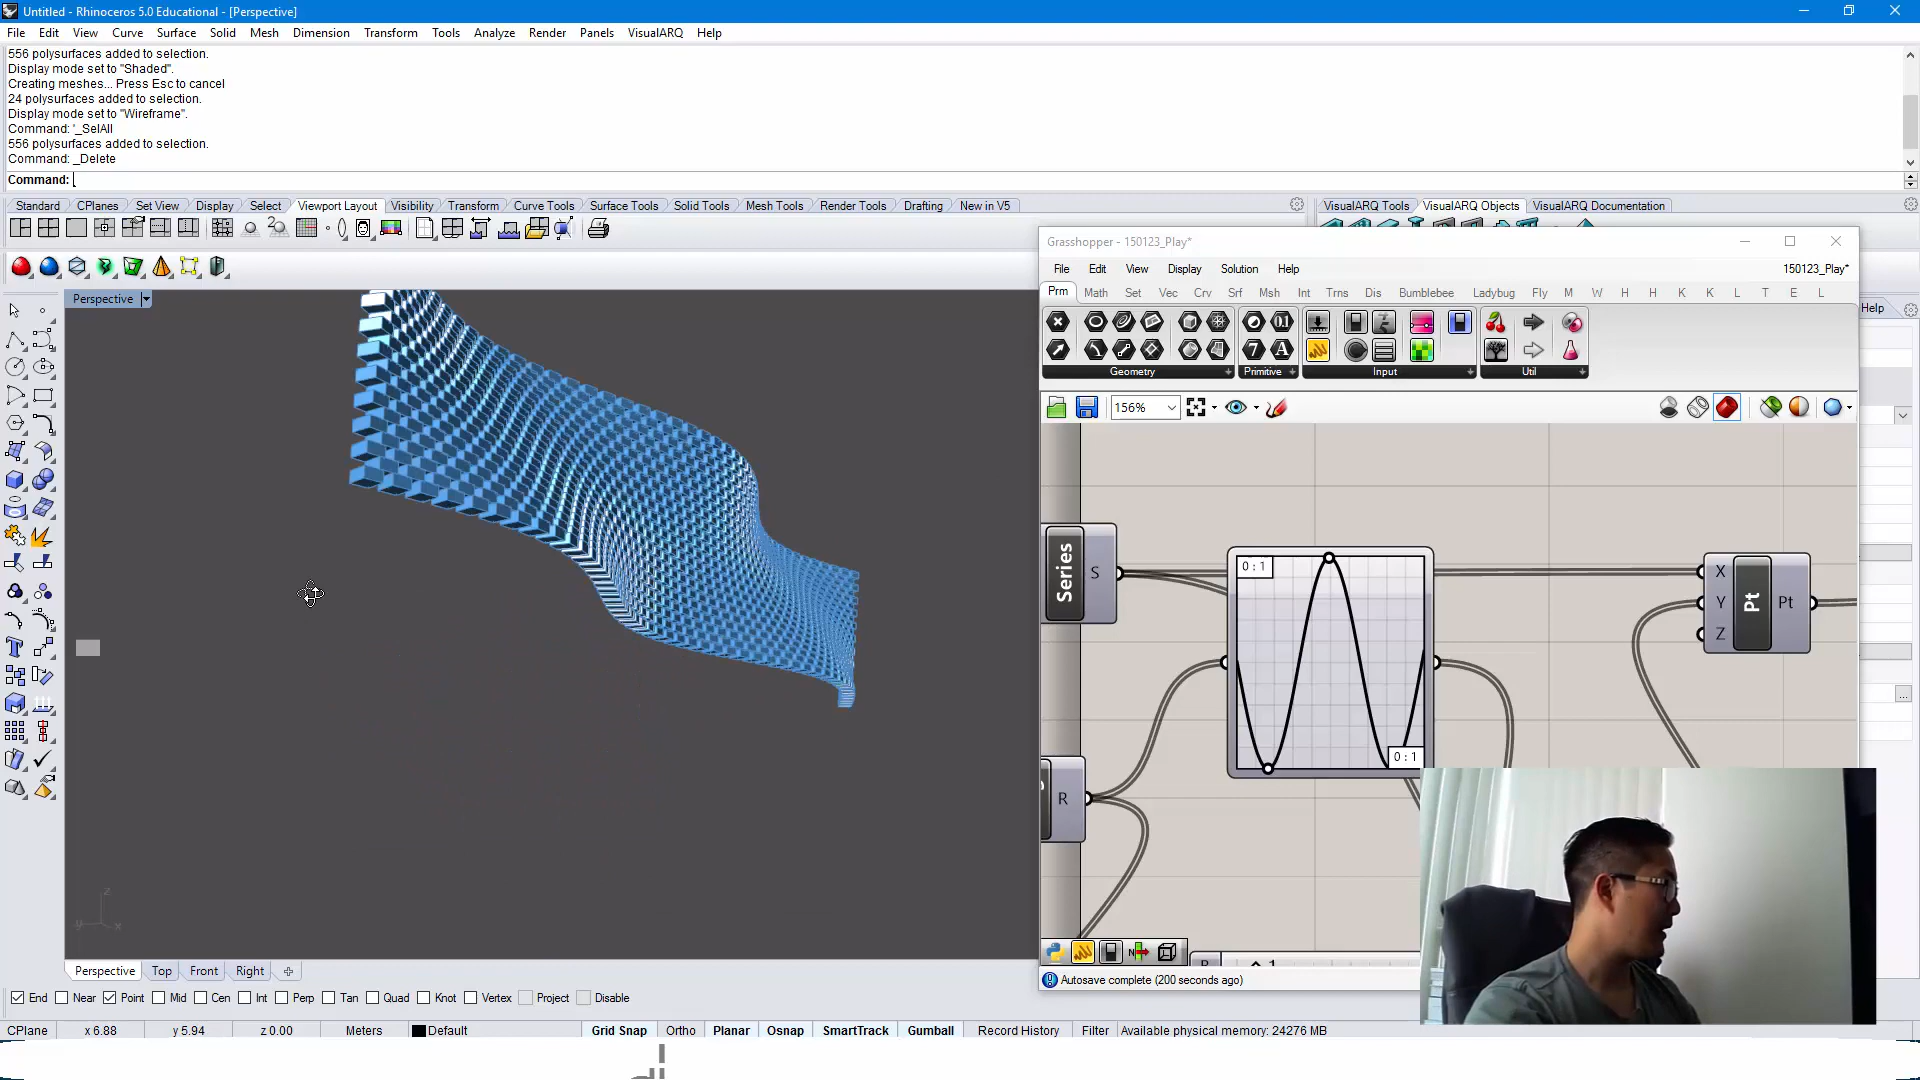 Untitled - Rhinoceros 5.0 Educational - [Perspective]
File Edit View Curve Surface Solid Mesh Dimension Transform Tools Analyze Render Panels VisualARQ Help
556 polysurfaces added to selection.
Display mode set to "Shaded".
Creating meshes... Press Esc to cancel
24 polysurfaces added to selection.
Display mode set to "Wireframe".
Command: '_SelAll
556 polysurfaces added to selection.
Command: _Delete
Command:
Standard CPlanes Set View Display Select Viewport Layout Visibility Transform Curve Tools Surface Tools Solid Tools Mesh Tools Render Tools Drafting New in V5
VisualARQ Tools VisualARQ Objects VisualARQ Documentation
Perspective
Help
Grasshopper - 150123_Play*
File Edit View Display Solution Help 150123_Play*
Prm Math Set Vec Crv Srf Msh Int Trns Dis Bumblebee Ladybug Fly M W H H K K L T E L
Geometry Primitive Input Util
156%
Series S
0 : 1
0 : 1
X
Y
Z
Pt Pt
R
Autosave complete (200 seconds ago)
z
y x
Perspective Top Front Right
End Near Point Mid Cen Int Perp Tan Quad Knot Vertex Project Disable
CPlane x 6.88 y 5.94 z 0.00 Meters Default Grid Snap Ortho Planar Osnap SmartTrack Gumball Record History Filter Available physical memory: 24276 MB